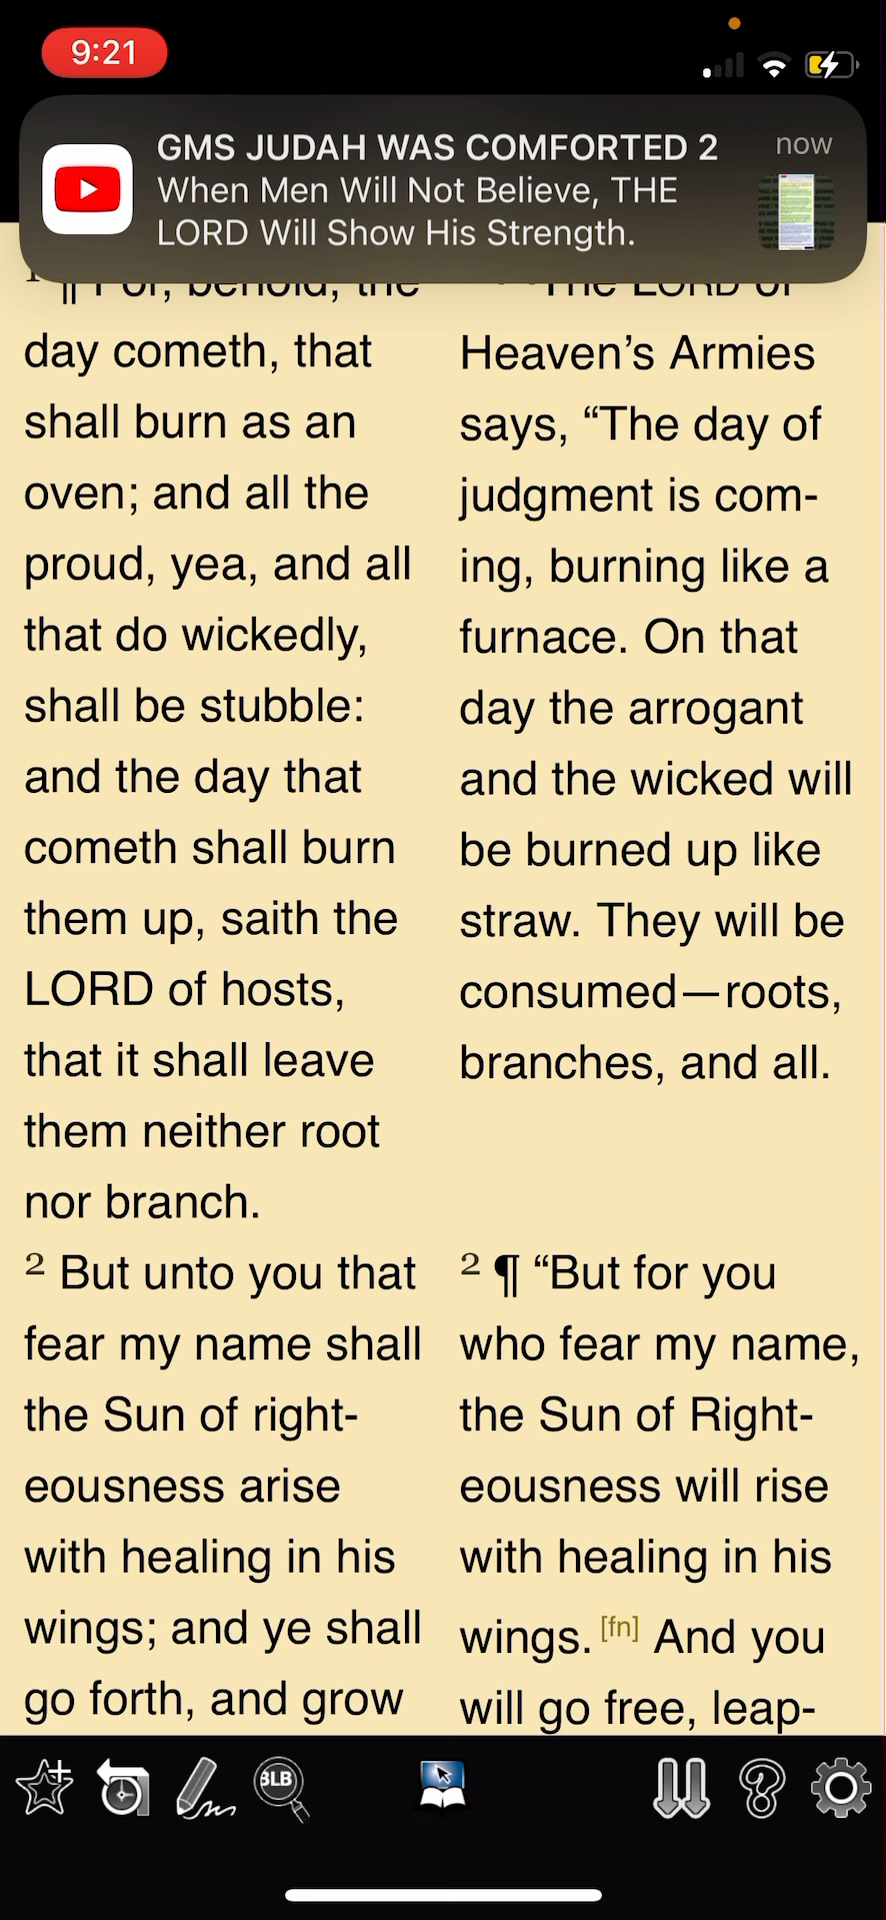 9:21
GMS JUDAH WAS COMFORTED 2
now
When Men Will Not Believe, THE
LORD Will Show His Strength.
1 ¶ For, behold, the
day cometh, that
shall burn as an
oven; and all the
proud, yea, and all
that do wickedly,
shall be stubble:
and the day that
cometh shall burn
them up, saith the
LORD of hosts,
that it shall leave
them neither root
nor branch.
2 But unto you that
fear my name shall
the Sun of right-
eousness arise
with healing in his
wings; and ye shall
go forth, and grow
The LORD of
Heaven’s Armies
says, “The day of
judgment is com-
ing, burning like a
furnace. On that
day the arrogant
and the wicked will
be burned up like
straw. They will be
consumed—roots,
branches, and all.
2 ¶ “But for you
who fear my name,
the Sun of Right-
eousness will rise
with healing in his
wings. [fn] And you
will go free, leap-
BLB